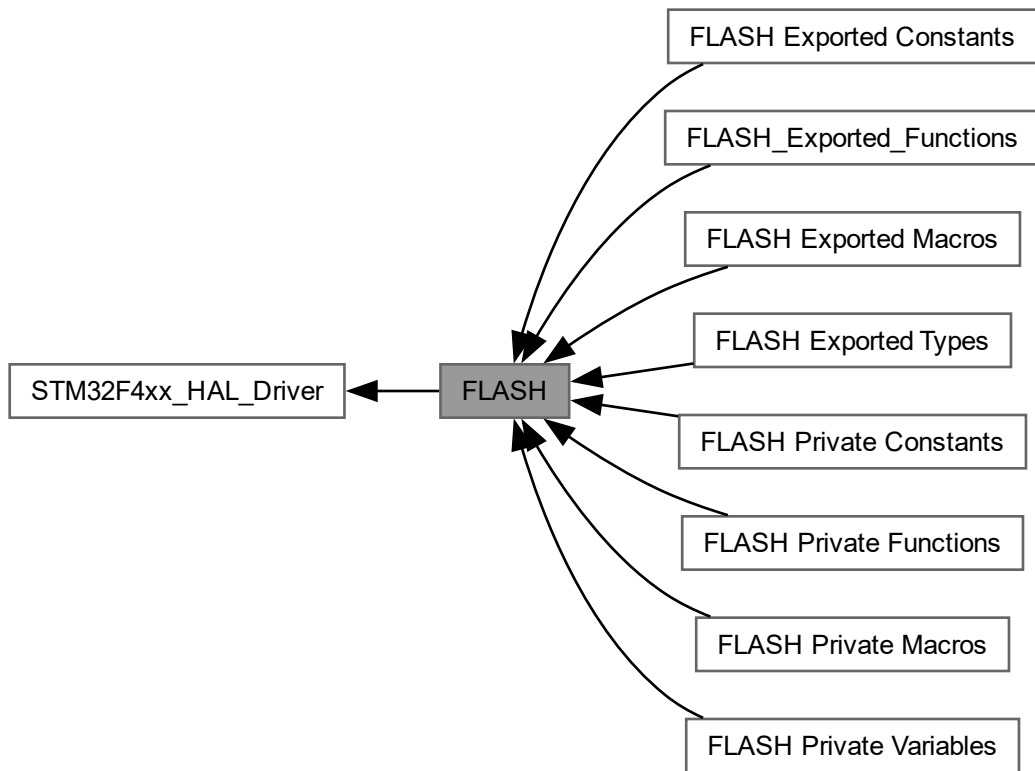 FLASH Exported Constants
FLASH_Exported_Functions
FLASH Exported Macros
FLASH Exported Types
STM32F4xx_HAL_Driver
FLASH
FLASH Private Constants
FLASH Private Functions
FLASH Private Macros
FLASH Private Variables